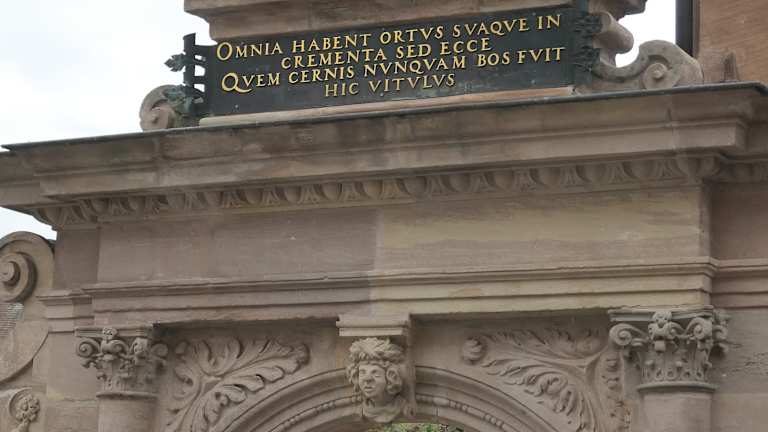 OMNIA HABENT ORTVS SVAQVE IN
CREMENTA SED ECCE
QVEM CERNIS NVNQVAM BOS FVIT
HIC VITVLVS